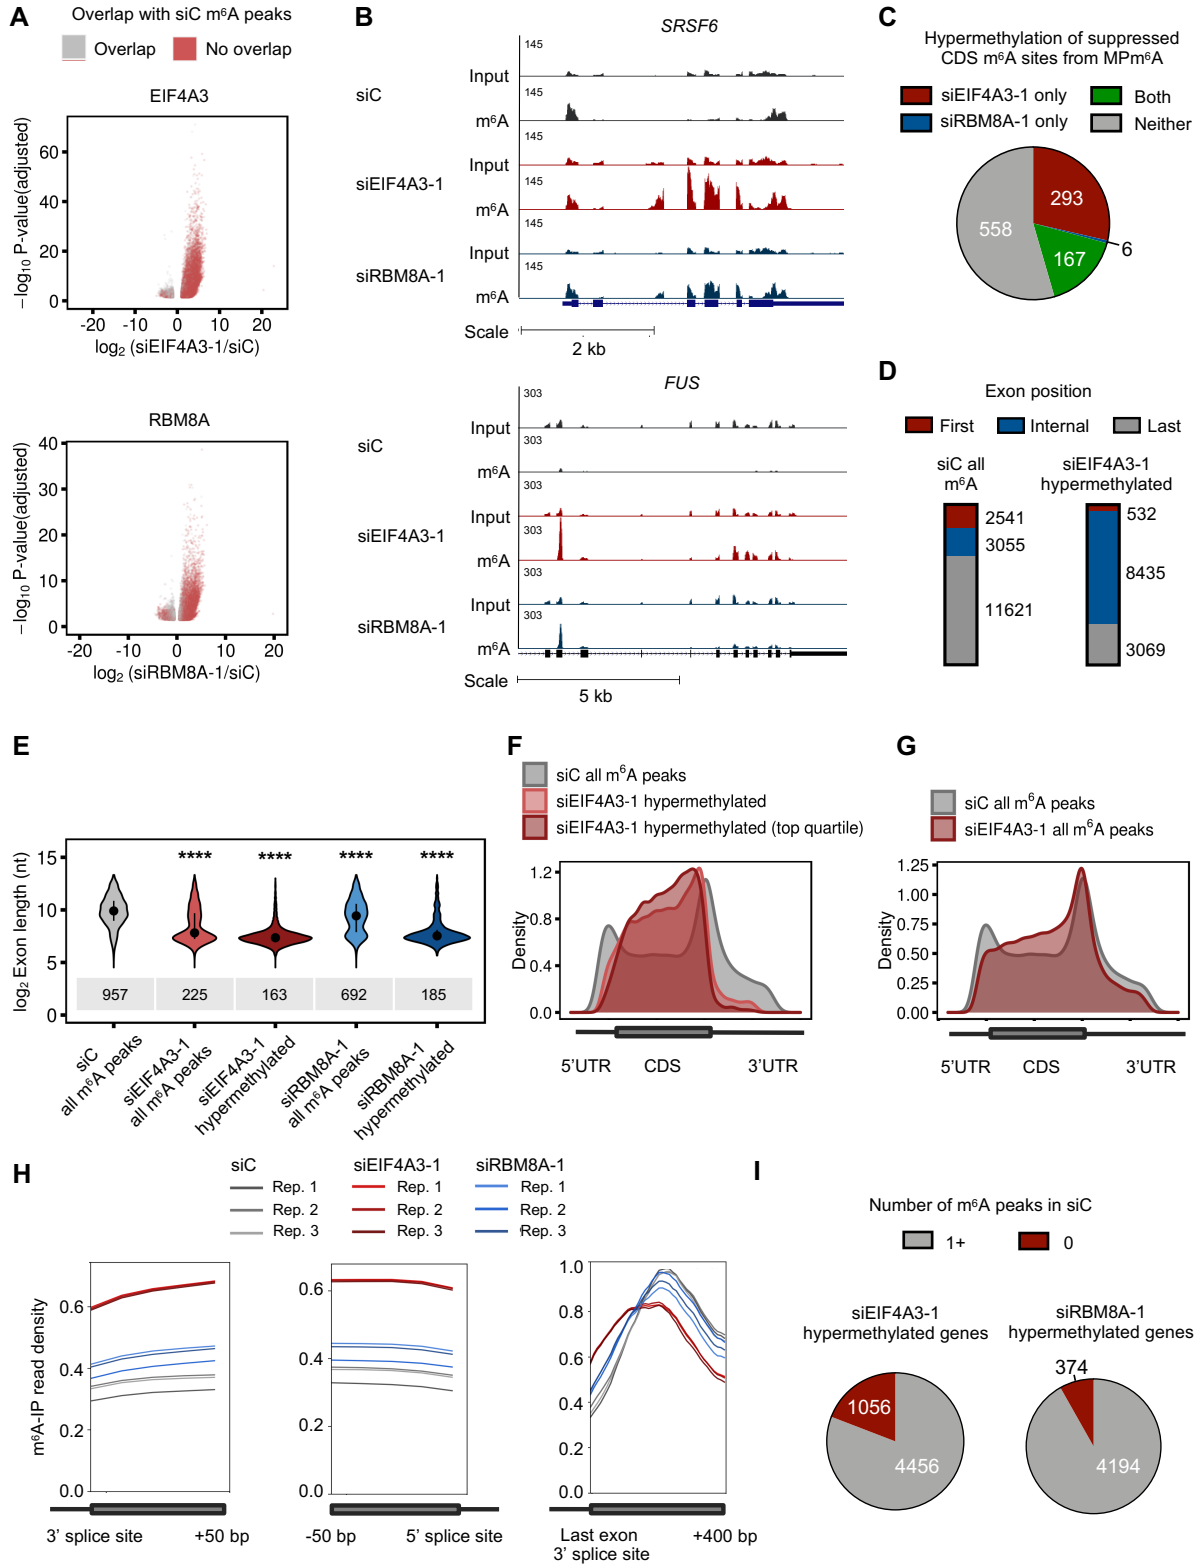 A
Overlap with siC m⁶A peaks
Overlap
No overlap
EIF4A3
60
40
20
0
−log₁₀ P-value(adjusted)
-20 -10 0 10 20
log₂ (siEIF4A3-1/siC)
RBM8A
40
30
20
10
0
−log₁₀ P-value(adjusted)
-20 -10 0 10 20
log₂ (siRBM8A-1/siC)
B
SRSF6
145
Input
siC
145
m⁶A
145
Input
siEIF4A3-1
145
m⁶A
145
Input
siRBM8A-1
145
m⁶A
Scale
2 kb
FUS
303
Input
siC
303
m⁶A
303
Input
siEIF4A3-1
303
m⁶A
303
Input
siRBM8A-1
303
m⁶A
Scale
5 kb
C
Hypermethylation of suppressed
CDS m⁶A sites from MPm⁶A
siEIF4A3-1 only
Both
siRBM8A-1 only
Neither
293
558
6
167
D
Exon position
First
Internal
Last
siC all
m⁶A
siEIF4A3-1
hypermethylated
2541
3055
11621
532
8435
3069
E
15
10
5
0
log₂ Exon length (nt)
**** **** **** ****
957 225 163 692 185
siC
all m⁶A peaks
siEIF4A3-1
all m⁶A peaks
siEIF4A3-1
hypermethylated
siRBM8A-1
all m⁶A peaks
siRBM8A-1
hypermethylated
F
siC all m⁶A peaks
siEIF4A3-1 hypermethylated
siEIF4A3-1 hypermethylated (top quartile)
1.2
0.8
0.4
0.0
Density
5’UTR CDS 3’UTR
G
siC all m⁶A peaks
siEIF4A3-1 all m⁶A peaks
1.25
1.00
0.75
0.50
0.25
0.00
Density
5’UTR CDS 3’UTR
H
siC siEIF4A3-1 siRBM8A-1
Rep. 1 Rep. 1 Rep. 1
Rep. 2 Rep. 2 Rep. 2
Rep. 3 Rep. 3 Rep. 3
m⁶A-IP read density
0.6
0.4
0.2
0.0
3’ splice site +50 bp
0.6
0.4
0.2
0.0
-50 bp 5’ splice site
1.0
0.8
0.6
0.4
0.2
0.0
Last exon
3’ splice site
+400 bp
I
Number of m⁶A peaks in siC
1+
0
siEIF4A3-1
hypermethylated genes
1056
4456
siRBM8A-1
hypermethylated genes
374
4194